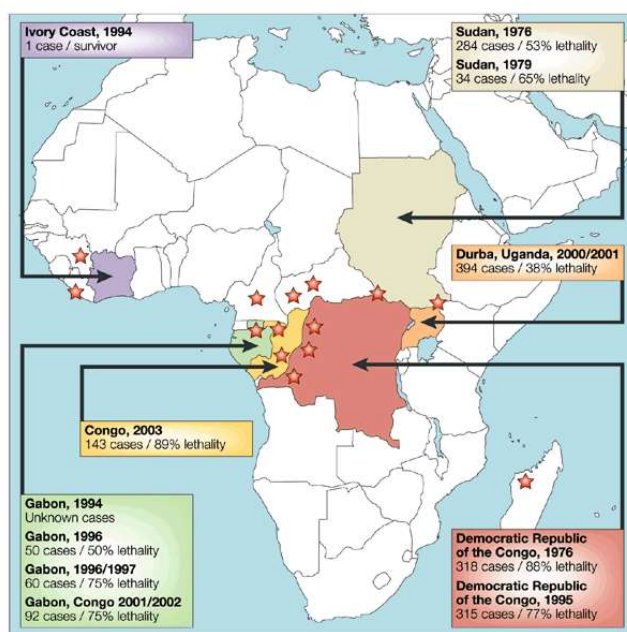 Ivory Coast, 1994
1 case / survivor
Sudan, 1976
284 cases / 53% lethality
Sudan, 1979
34 cases / 65% lethality
Durba, Uganda, 2000/2001
394 cases / 38% lethality
Congo, 2003
143 cases / 89% lethality
Gabon, 1994
Unknown cases
Gabon, 1996
50 cases / 50% lethality
Gabon, 1996/1997
60 cases / 75% lethality
Gabon, Congo 2001/2002
92 cases / 75% lethality
Democratic Republic
of the Congo, 1976
318 cases / 88% lethality
Democratic Republic
of the Congo, 1995
315 cases / 77% lethality